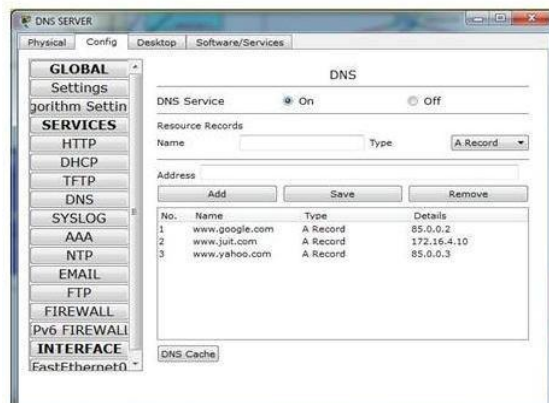 DNS SERVER
Physical Config Desktop Software/Services
GLOBAL
Settings
gorithm Settin
SERVICES
HTTP
DHCP
TFTP
DNS
SYSLOG
AAA
NTP
EMAIL
FTP
FIREWALL
Pv6 FIREWALL
INTERFACE
FastEthernet0
DNS
DNS Service On Off
Resource Records
Name Type A Record
Address
Add Save Remove
No. Name Type Details
1 www.google.com A Record 85.0.0.2
2 www.juit.com A Record 172.16.4.10
3 www.yahoo.com A Record 85.0.0.3
DNS Cache